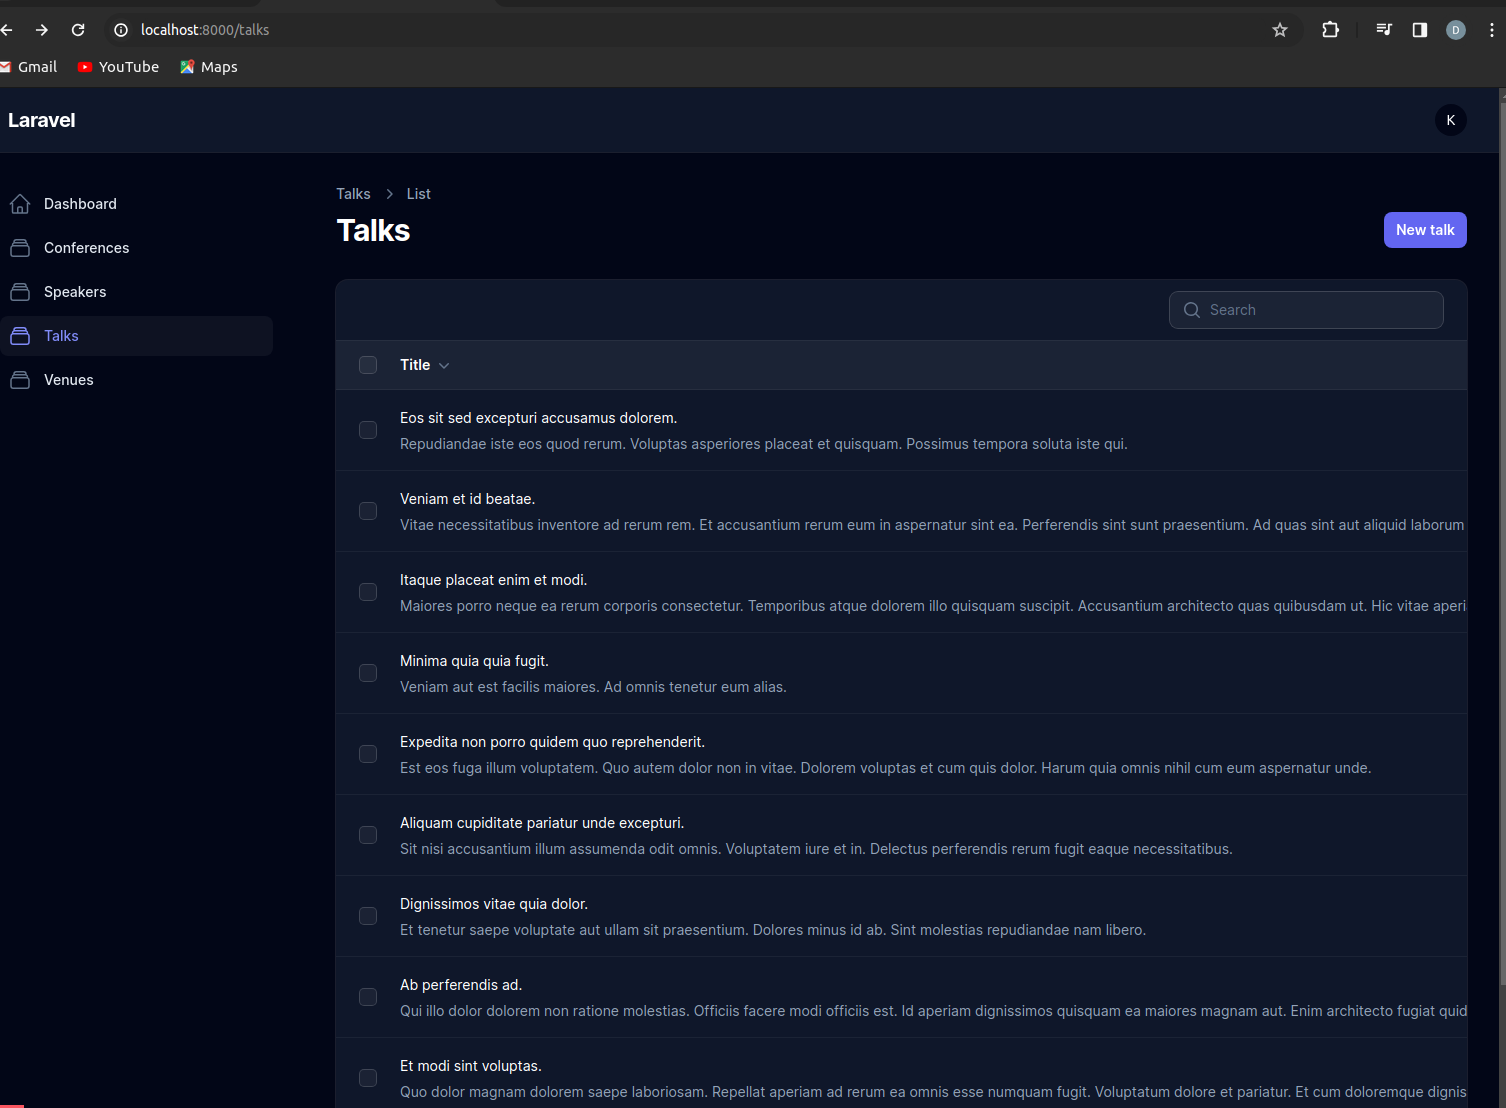 localhost:8000/talks
D
Gmail YouTube Maps
Laravel
K
Dashboard
Conferences
Speakers
Talks
Venues
Talks List
Talks
New talk
Search
Title
Eos sit sed excepturi accusamus dolorem.
Repudiandae iste eos quod rerum. Voluptas asperiores placeat et quisquam. Possimus tempora soluta iste qui.
Veniam et id beatae.
Vitae necessitatibus inventore ad rerum rem. Et accusantium rerum eum in aspernatur sint ea. Perferendis sint sunt praesentium. Ad quas sint aut aliquid laborum
Itaque placeat enim et modi.
Maiores porro neque ea rerum corporis consectetur. Temporibus atque dolorem illo quisquam suscipit. Accusantium architecto quas quibusdam ut. Hic vitae aperi
Minima quia quia fugit.
Veniam aut est facilis maiores. Ad omnis tenetur eum alias.
Expedita non porro quidem quo reprehenderit.
Est eos fuga illum voluptatem. Quo autem dolor non in vitae. Dolorem voluptas et cum quis dolor. Harum quia omnis nihil cum eum aspernatur unde.
Aliquam cupiditate pariatur unde excepturi.
Sit nisi accusantium illum assumenda odit omnis. Voluptatem iure et in. Delectus perferendis rerum fugit eaque necessitatibus.
Dignissimos vitae quia dolor.
Et tenetur saepe voluptate aut ullam sit praesentium. Dolores minus id ab. Sint molestias repudiandae nam libero.
Ab perferendis ad.
Qui illo dolor dolorem non ratione molestias. Officiis facere modi officiis est. Id aperiam dignissimos quisquam ea maiores magnam aut. Enim architecto fugiat quid
Et modi sint voluptas.
Quo dolor magnam dolorem saepe laboriosam. Repellat aperiam ad rerum ea omnis esse numquam fugit. Voluptatum dolore et pariatur. Et cum doloremque dignis